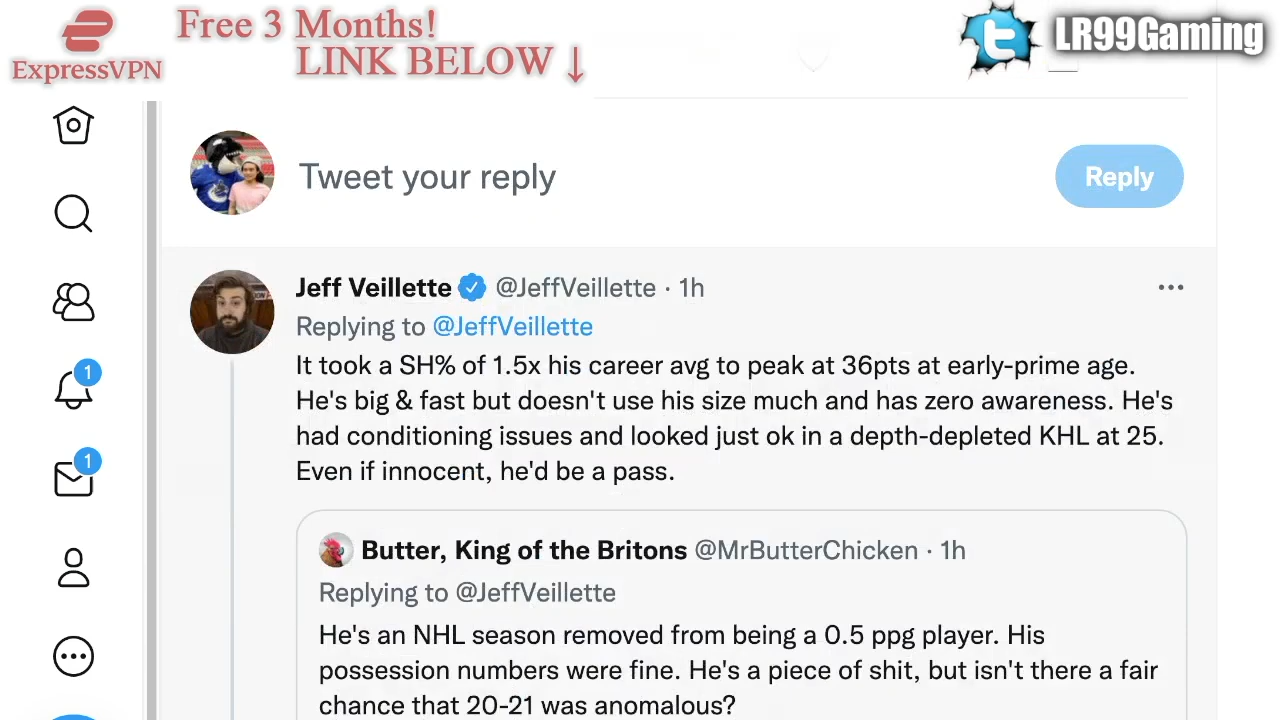 Free 3 Months!
LINK BELOW ↓
ExpressVPN
LR99Gaming
Tweet your reply
Reply
Jeff Veillette @JeffVeillette · 1h
Replying to @JeffVeillette
It took a SH% of 1.5x his career avg to peak at 36pts at early-prime age.
He's big & fast but doesn't use his size much and has zero awareness. He's
had conditioning issues and looked just ok in a depth-depleted KHL at 25.
Even if innocent, he'd be a pass.
1
1
Butter, King of the Britons @MrButterChicken · 1h
Replying to @JeffVeillette
He's an NHL season removed from being a 0.5 ppg player. His
possession numbers were fine. He's a piece of shit, but isn't there a fair
chance that 20-21 was anomalous?